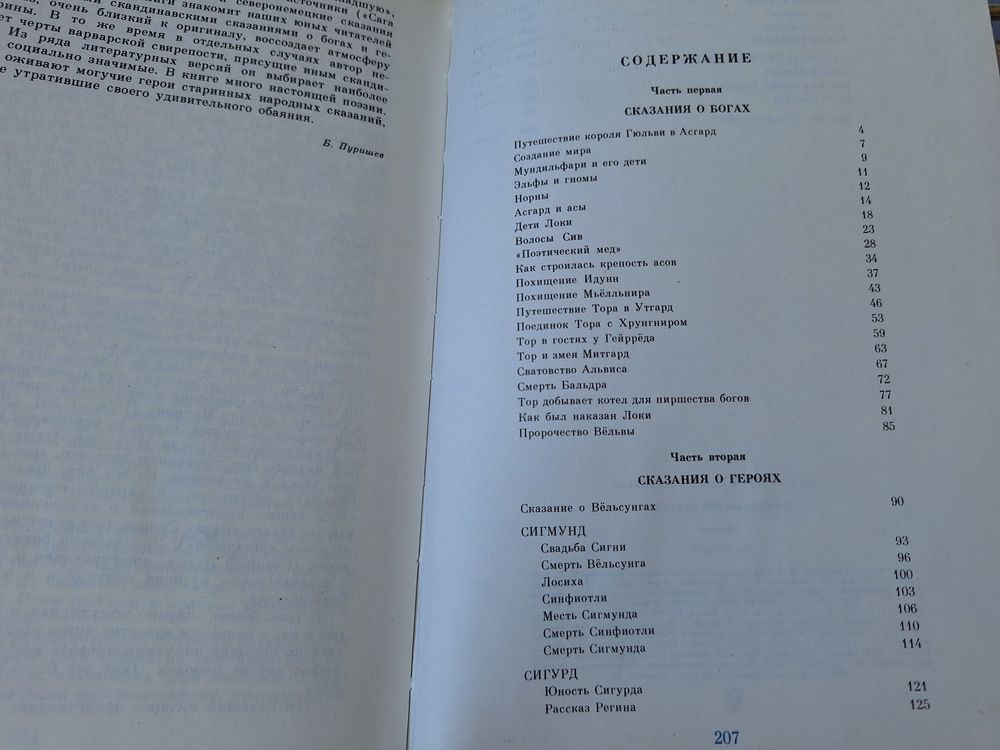 источники («Сага
северонемецкие сказания
книги знакомит наших юных читателей
скандинавскими сказаниями о богах и ге-
очень близкий к оригиналу, воссоздает атмосферу
рины. В то же время в отдельных случаях автор не-
ет черты варварской свирепости, присущие иным сканди-
Из ряда литературных версий он выбирает наиболее
социально значимые. В книге много настоящей поэзии.
оживают могучие герои старинных народных сказаний,
е утратившие своего удивительного обаяния.
Б. Пуришев
СОДЕРЖАНИЕ
Часть первая
СКАЗАНИЯ О БОГАХ
Путешествие короля Гюльви в Асгард 4
Создание мира 7
Мундильфари и его дети 9
Эльфы и гномы 11
Норны 12
Асгард и асы 14
Дети Локи 18
Волосы Сив 23
«Поэтический мед» 28
Как строилась крепость асов 34
Похищение Идунн 37
Похищение Мьёлльнира 43
Путешествие Тора в Утгард 46
Поединок Тора с Хрунгниром 53
Тор в гостях у Гейррёда 59
Тор и змея Митгард 63
Сватовство Альвиса 67
Смерть Бальдра 72
Тор добывает котел для пиршества богов 77
Как был наказан Локи 81
Пророчество Вёльвы 85
Часть вторая
СКАЗАНИЯ О ГЕРОЯХ
Сказание о Вёльсунгах 90
СИГМУНД
Свадьба Сигни 93
Смерть Вёльсунга 96
Лосиха 100
Синфиотли 103
Месть Сигмунда 106
Смерть Синфиотли 110
Смерть Сигмунда 114
СИГУРД
Юность Сигурда 121
Рассказ Регина 125
207